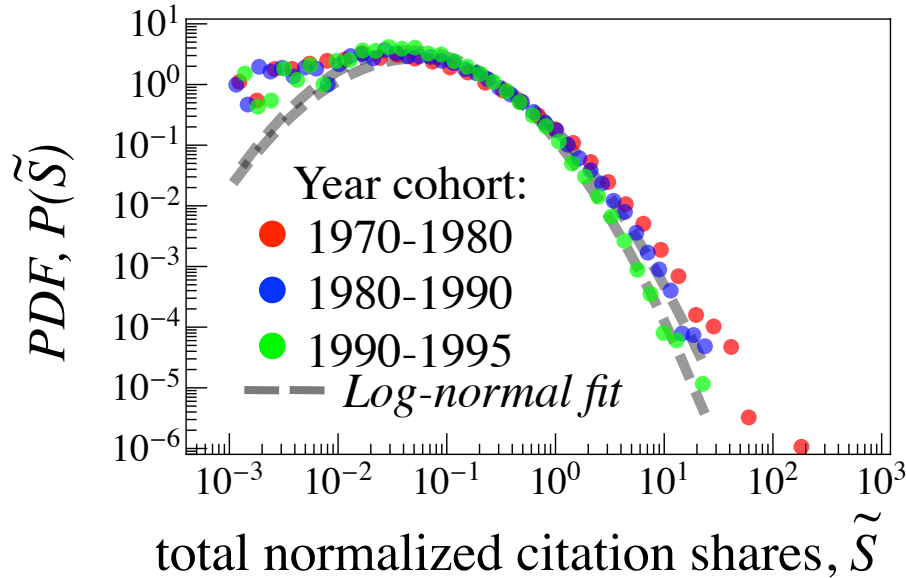 10^1
10^0
10^-1
10^-2
10^-3
10^-4
10^-5
10^-6
PDF, P(S̃)
Year cohort:
1970-1980
1980-1990
1990-1995
Log-normal fit
10^-3 10^-2 10^-1 10^0 10^1 10^2 10^3
total normalized citation shares, S̃